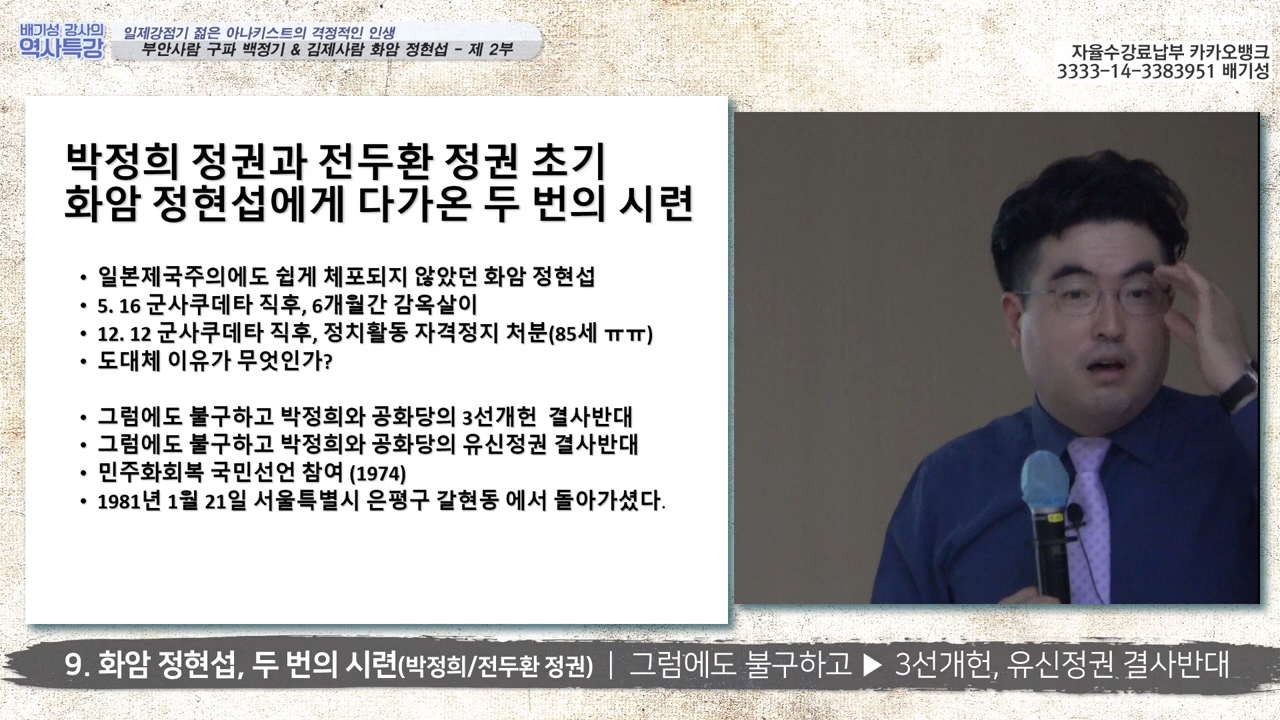 배기성 강사의
역사특강
일제강점기 젊은 아나키스트의 격정적인 인생
부안사람 구파 백정기 & 김제사람 화암 정현섭 - 제 2부
자율수강료납부 카카오뱅크
3333-14-3383951 배기성
박정희 정권과 전두환 정권 초기
화암 정현섭에게 다가온 두 번의 시련
• 일본제국주의에도 쉽게 체포되지 않았던 화암 정현섭
• 5. 16 군사쿠데타 직후, 6개월간 감옥살이
• 12. 12 군사쿠데타 직후, 정치활동 자격정지 처분(85세 ㅠㅠ)
• 도대체 이유가 무엇인가?
• 그럼에도 불구하고 박정희와 공화당의 3선개헌 결사반대
• 그럼에도 불구하고 박정희와 공화당의 유신정권 결사반대
• 민주화회복 국민선언 참여 (1974)
• 1981년 1월 21일 서울특별시 은평구 갈현동 에서 돌아가셨다.
9. 화암 정현섭, 두 번의 시련(박정희/전두환 정권) | 그럼에도 불구하고 ▶ 3선개헌, 유신정권 결사반대